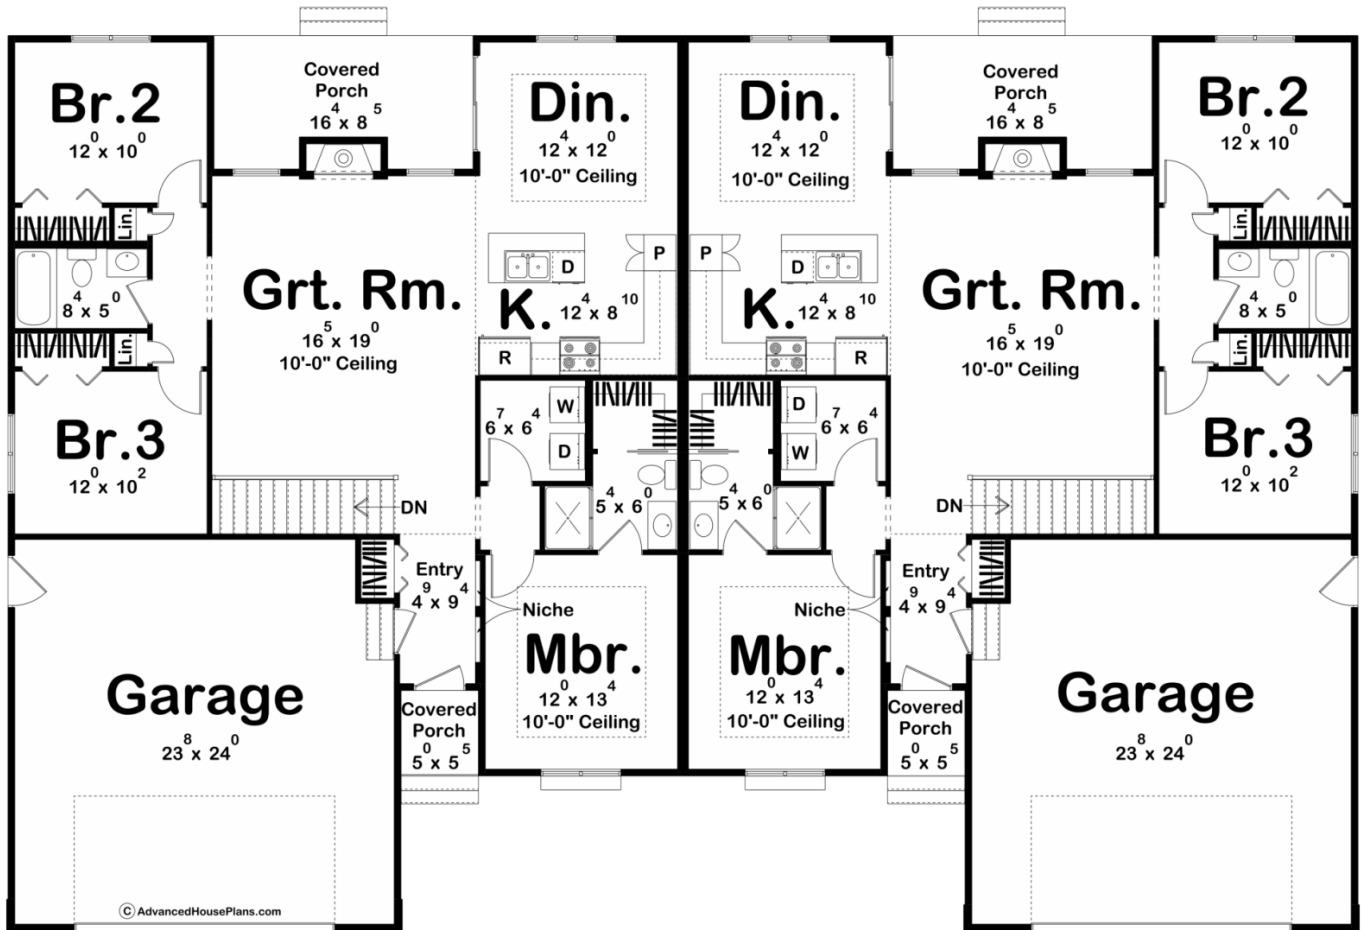 Br.2
12⁰ x 10⁰
Covered
Porch
16⁴ x 8⁵
Din.
12⁴ x 12⁰
10'-0" Ceiling
Din.
12⁴ x 12⁰
10'-0" Ceiling
Covered
Porch
16⁴ x 8⁵
Br.2
12⁰ x 10⁰
Lin.
8⁴ x 5⁰
Lin.
Grt. Rm.
16⁵ x 19⁰
10'-0" Ceiling
D
P
K.
12⁴ x 8¹⁰
R
P
D
K.
12⁴ x 8¹⁰
R
Grt. Rm.
16⁵ x 19⁰
10'-0" Ceiling
Lin.
8⁴ x 5⁰
Lin.
Br.3
12⁰ x 10²
W
6⁷ x 6⁴
D
5⁴ x 6⁰
D
6⁷ x 6⁴
W
5⁴ x 6⁰
Br.3
12⁰ x 10²
DN
DN
Entry
4⁹ x 9⁴
Niche
Niche
Entry
4⁹ x 9⁴
Garage
23⁸ x 24⁰
Mbr.
12⁰ x 13⁴
10'-0" Ceiling
Mbr.
12⁰ x 13⁴
10'-0" Ceiling
Garage
23⁸ x 24⁰
Covered
Porch
5⁰ x 5⁵
Covered
Porch
5⁰ x 5⁵
© AdvancedHousePlans.com